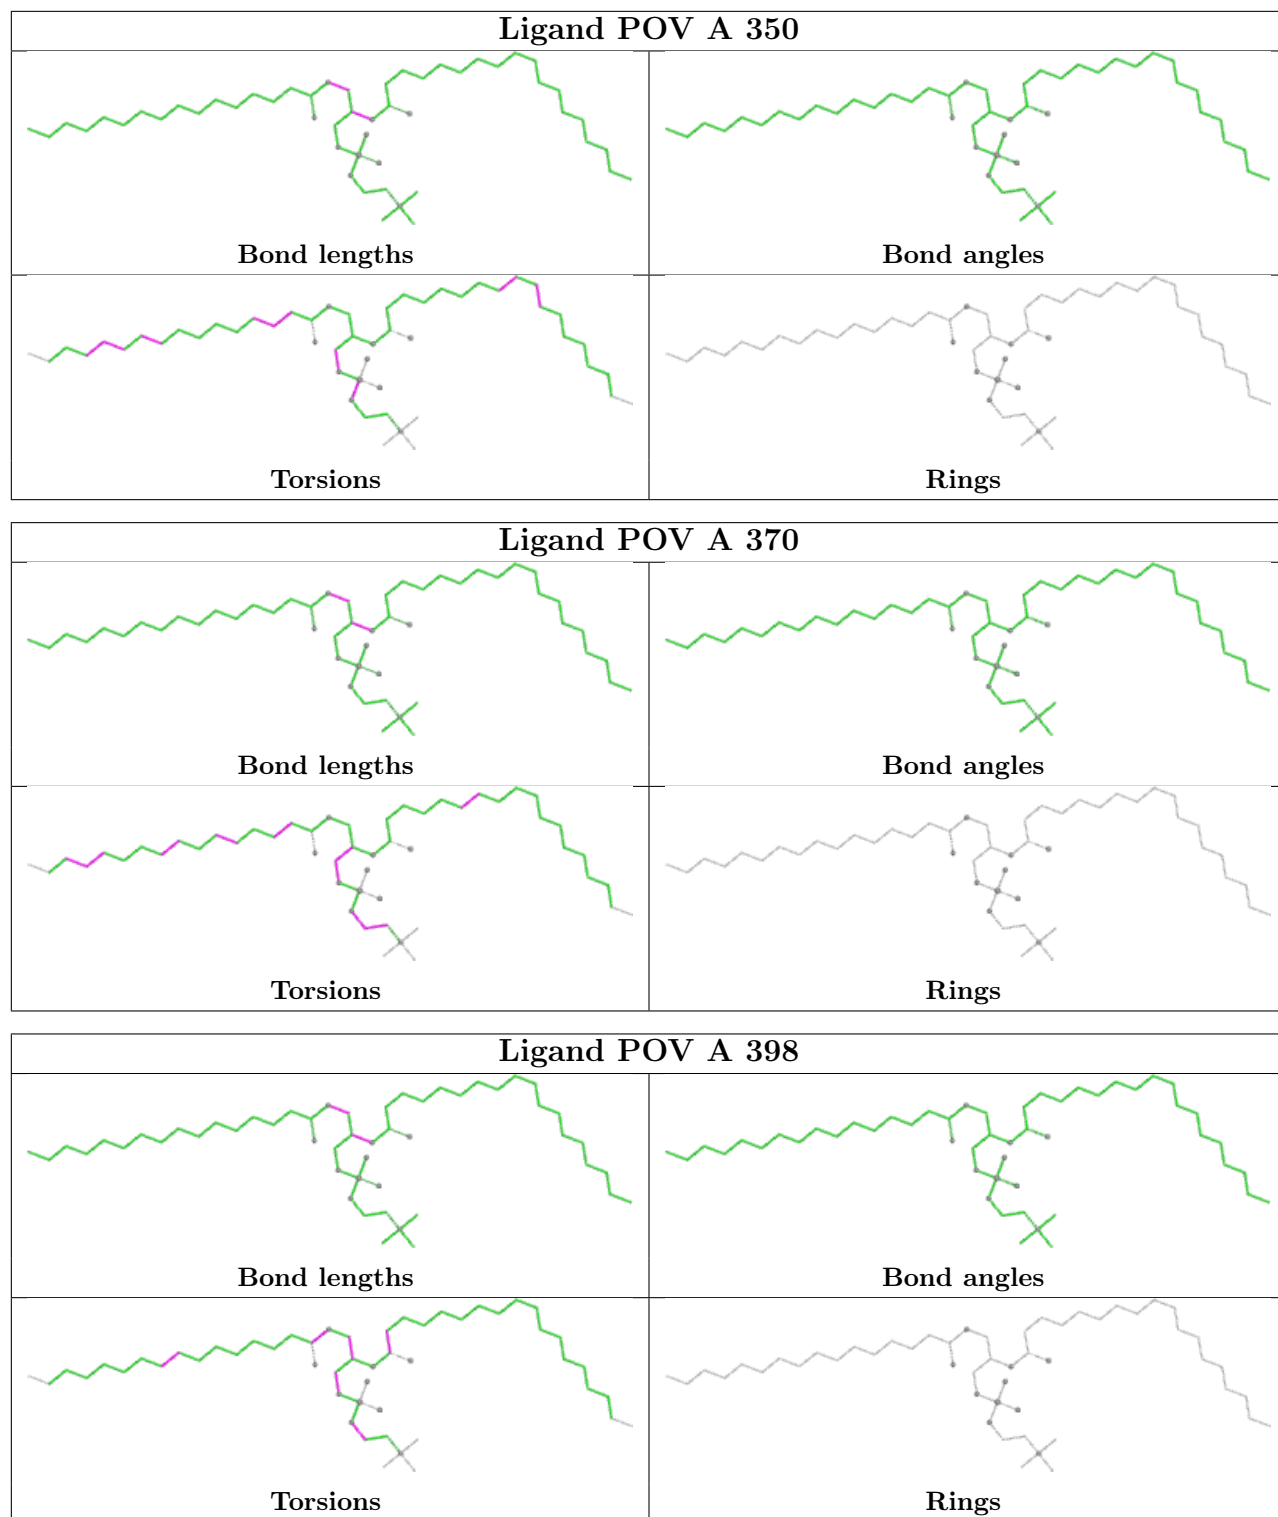 Ligand POV A 350
Bond lengths
Bond angles
Torsions
Rings
Ligand POV A 370
Bond lengths
Bond angles
Torsions
Rings
Ligand POV A 398
Bond lengths
Bond angles
Torsions
Rings